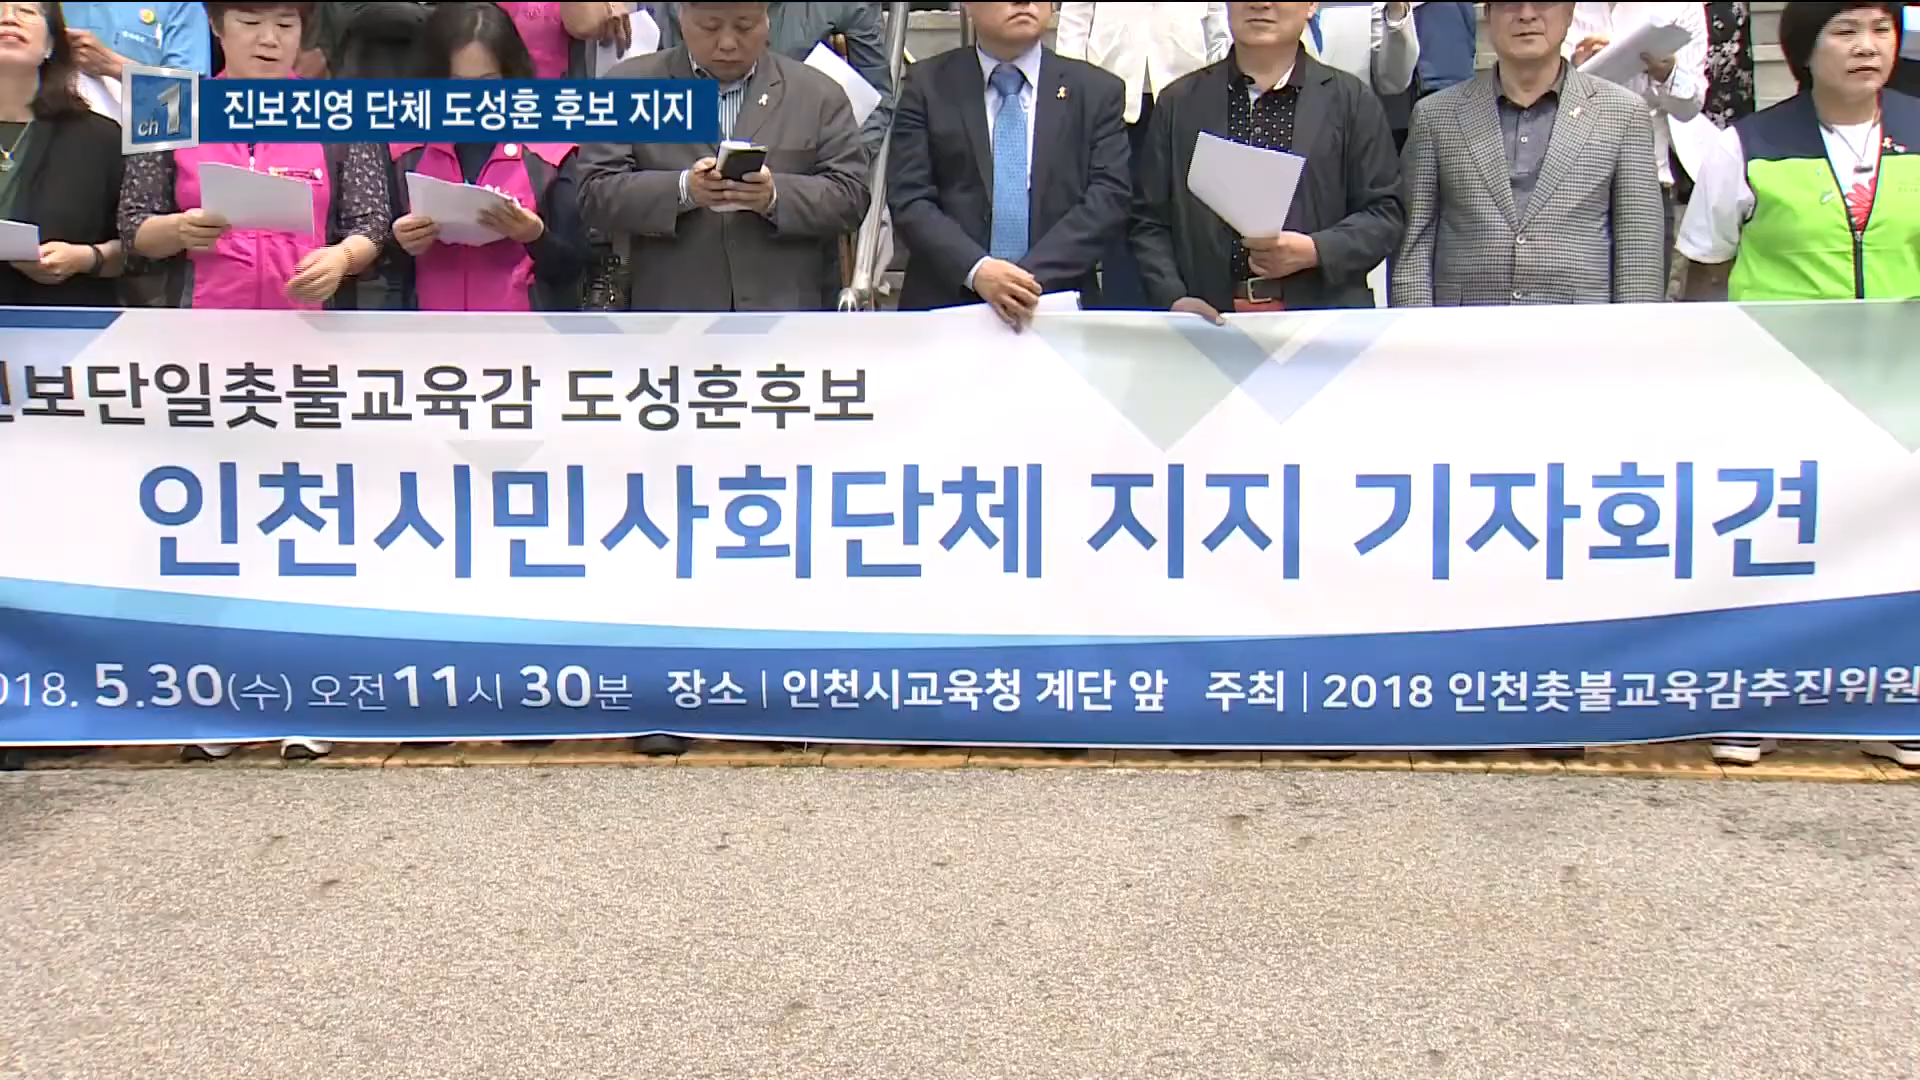 ch 1
진보진영 단체 도성훈 후보 지지
진보단일촛불교육감 도성훈후보
인천시민사회단체 지지 기자회견
018. 5.30(수) 오전11시 30분 장소 | 인천시교육청 계단 앞 주최 | 2018 인천촛불교육감추진위원